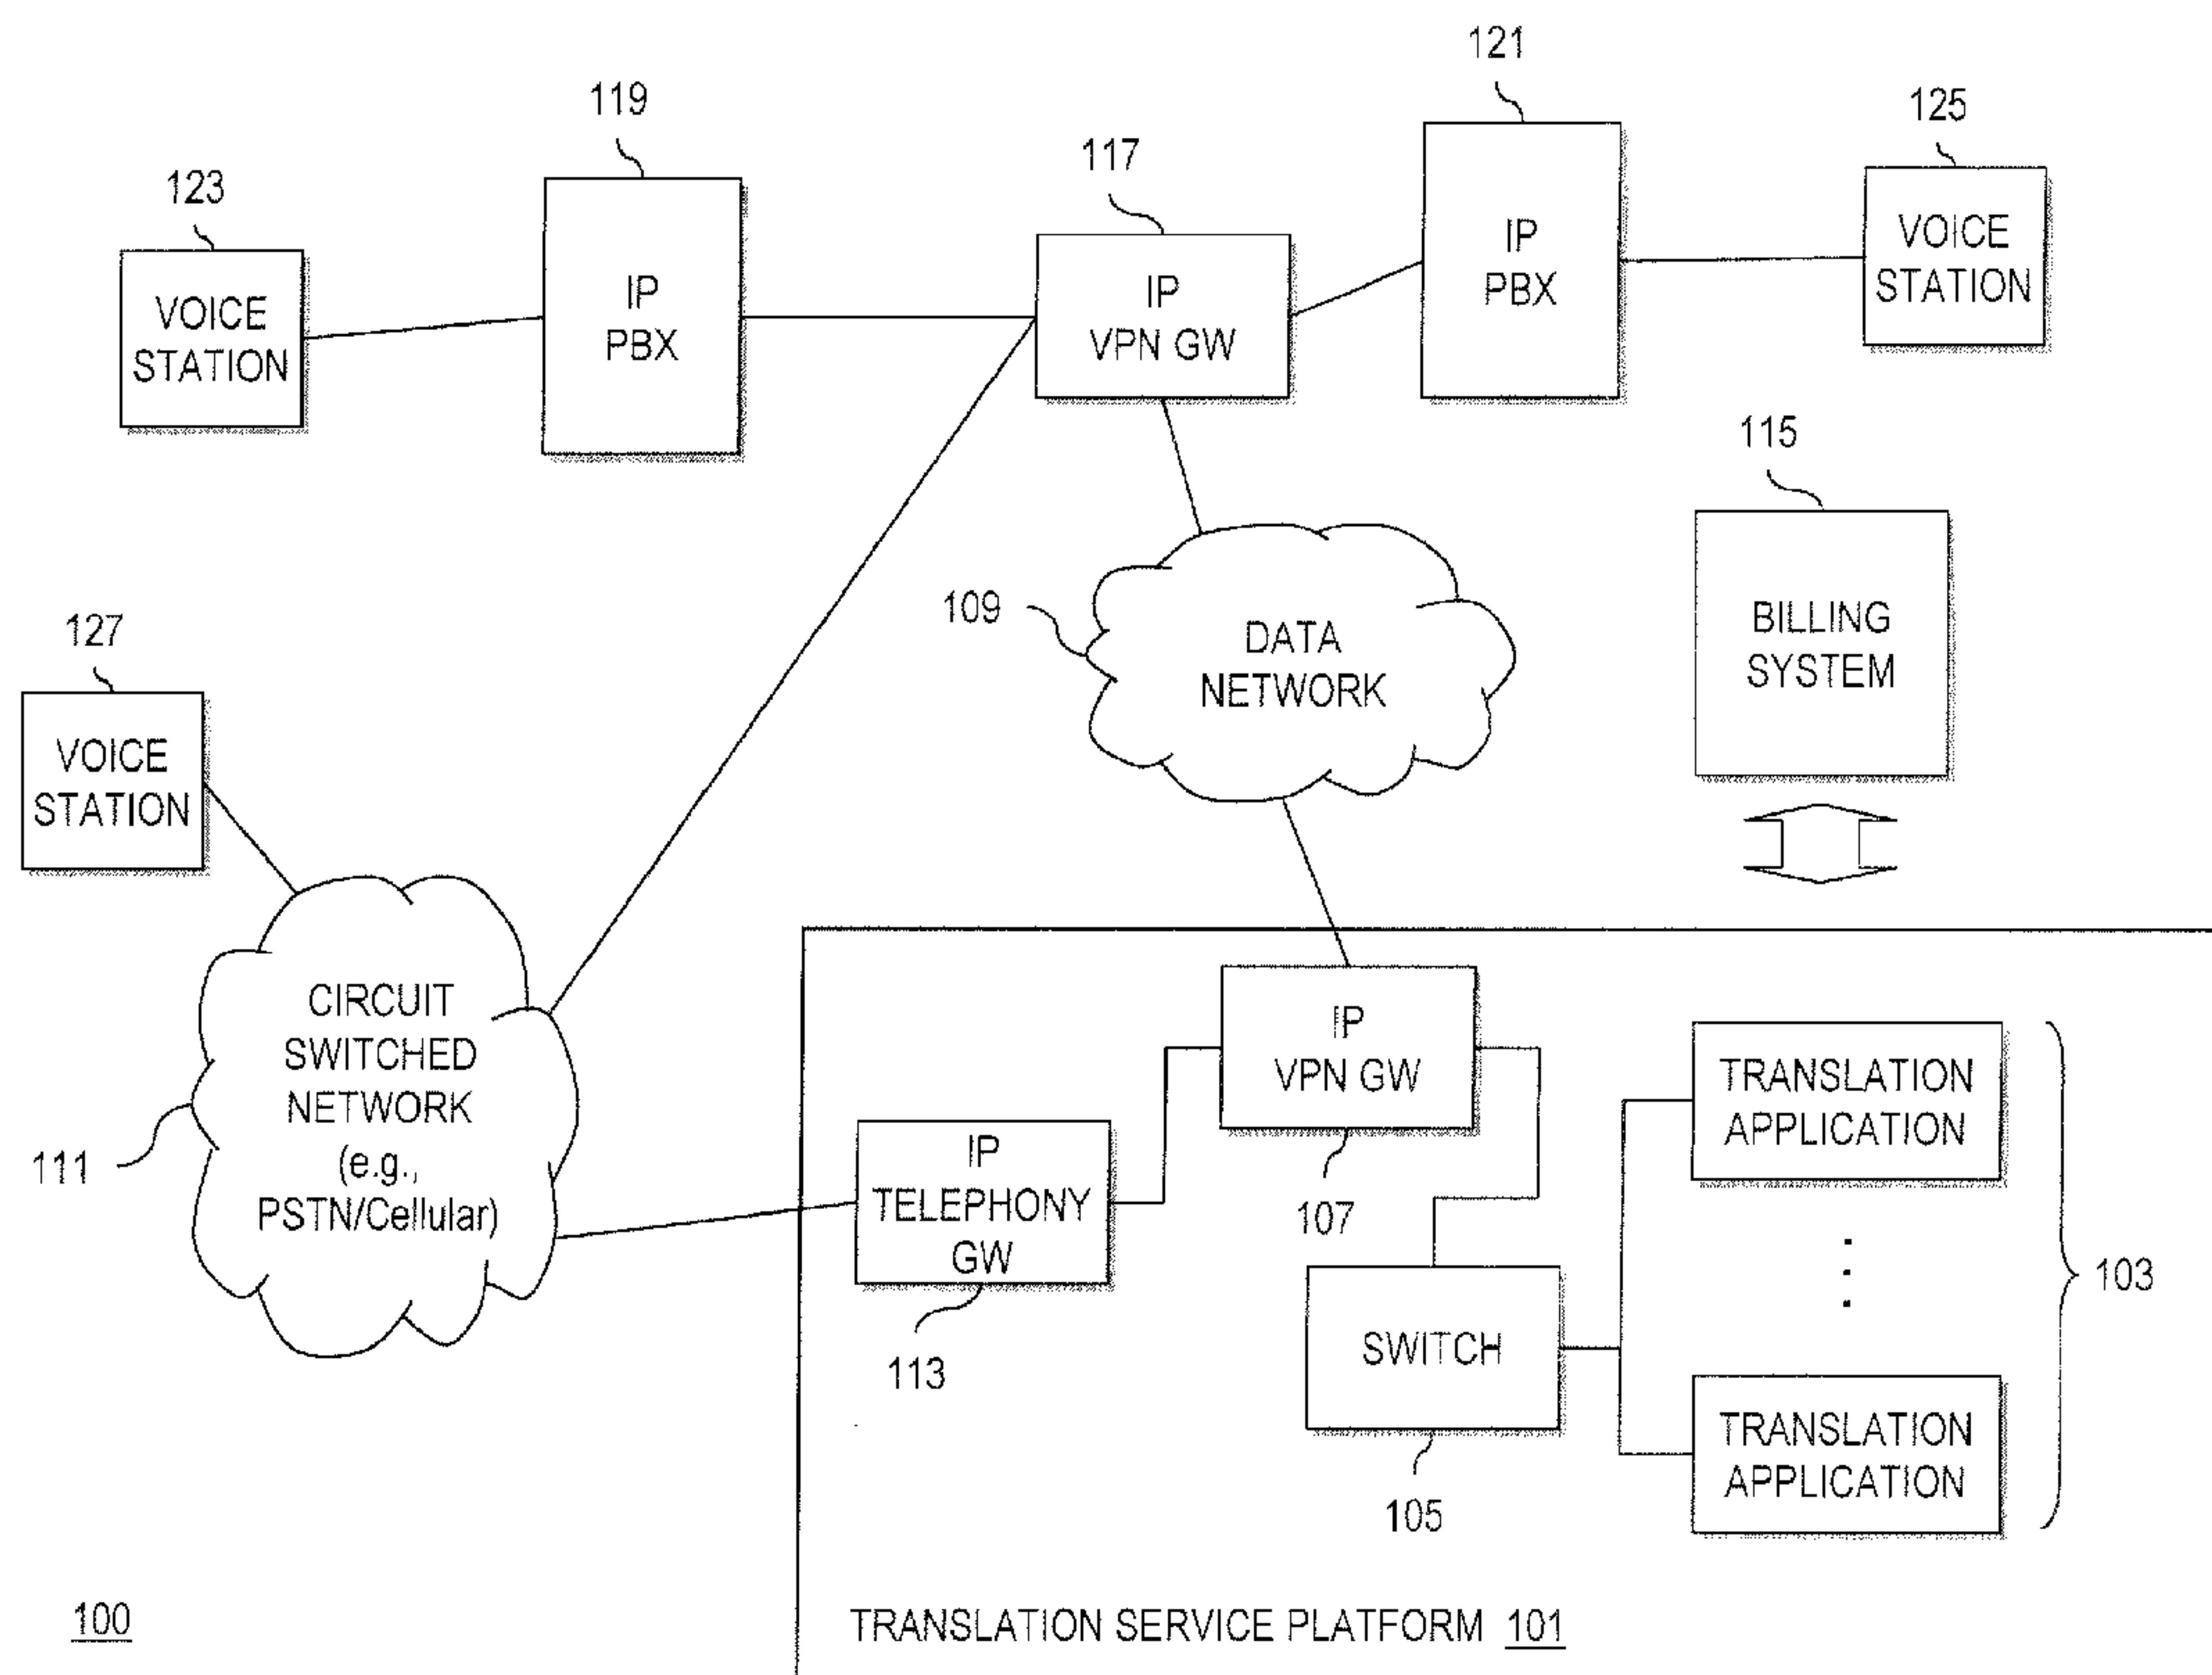 121
119
125
117
123
VOICE
STATION
IP
PBX
IP
VPN GW
IP
PBX
VOICE
STATION
115
109
DATA
NETWORK
BILLING
SYSTEM
127
VOICE
STATION
CIRCUIT
SWITCHED
NETWORK
(e.g.,
PSTN/Cellular)
111
IP
VPN GW
107
IP
TELEPHONY
GW
113
SWITCH
105
TRANSLATION
APPLICATION
TRANSLATION
APPLICATION
103
100
TRANSLATION SERVICE PLATFORM 101